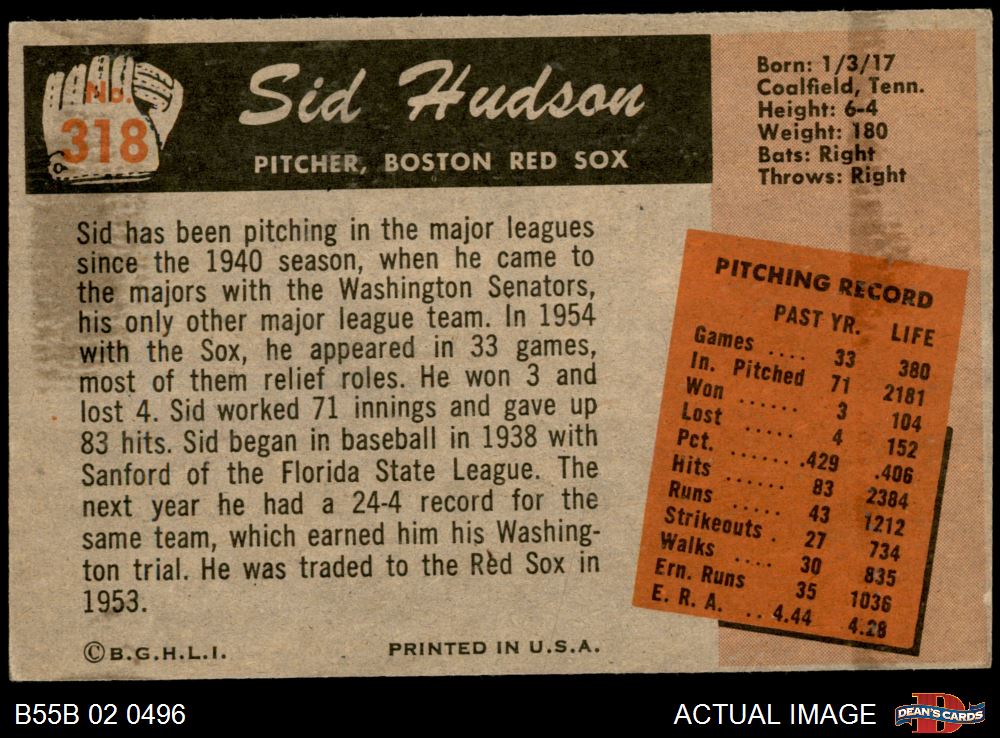 No.
318
Sid Hudson
PITCHER, BOSTON RED SOX
Born: 1/3/17
Coalfield, Tenn.
Height: 6-4
Weight: 180
Bats: Right
Throws: Right
Sid has been pitching in the major leagues
since the 1940 season, when he came to
the majors with the Washington Senators,
his only other major league team. In 1954
with the Sox, he appeared in 33 games,
most of them relief roles. He won 3 and
lost 4. Sid worked 71 innings and gave up
83 hits. Sid began in baseball in 1938 with
Sanford of the Florida State League. The
next year he had a 24-4 record for the
same team, which earned him his Washing-
ton trial. He was traded to the Red Sox in
1953.
PITCHING RECORD
PAST YR. LIFE
Games .... 33 380
In. Pitched 71 2181
Won ...... 3 104
Lost ..... 4 152
Pct. ...... .429 .406
Hits ...... 83 2384
Runs ..... 43 1212
Strikeouts . 27 734
Walks .... 30 835
Ern. Runs 35 1036
E. R. A. .. 4.44 4.28
©B.G.H.L.I.
PRINTED IN U.S.A.
B55B 02 0496
ACTUAL IMAGE
D
DEAN'S CARDS